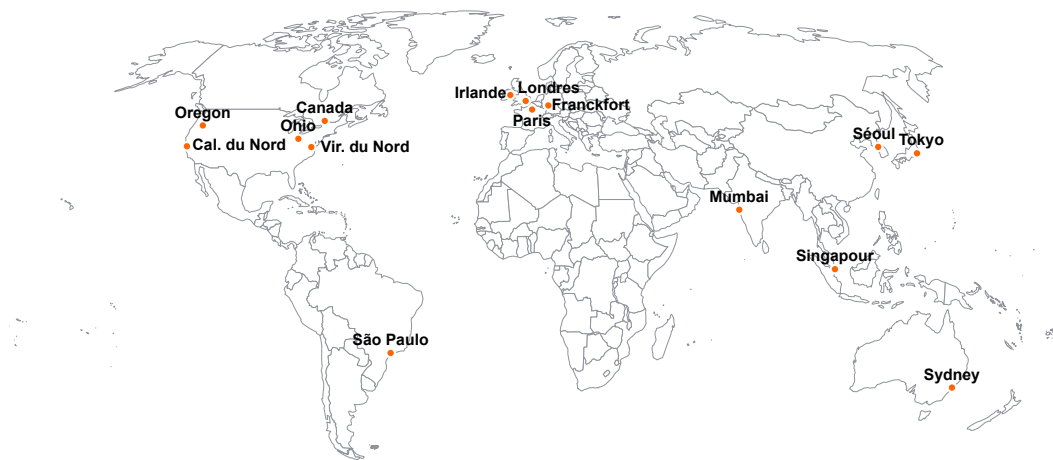 Irlande
Londres
Franckfort
Paris
Oregon
Canada
Ohio
Cal. du Nord
Vir. du Nord
Séoul
Tokyo
Mumbai
Singapour
São Paulo
Sydney